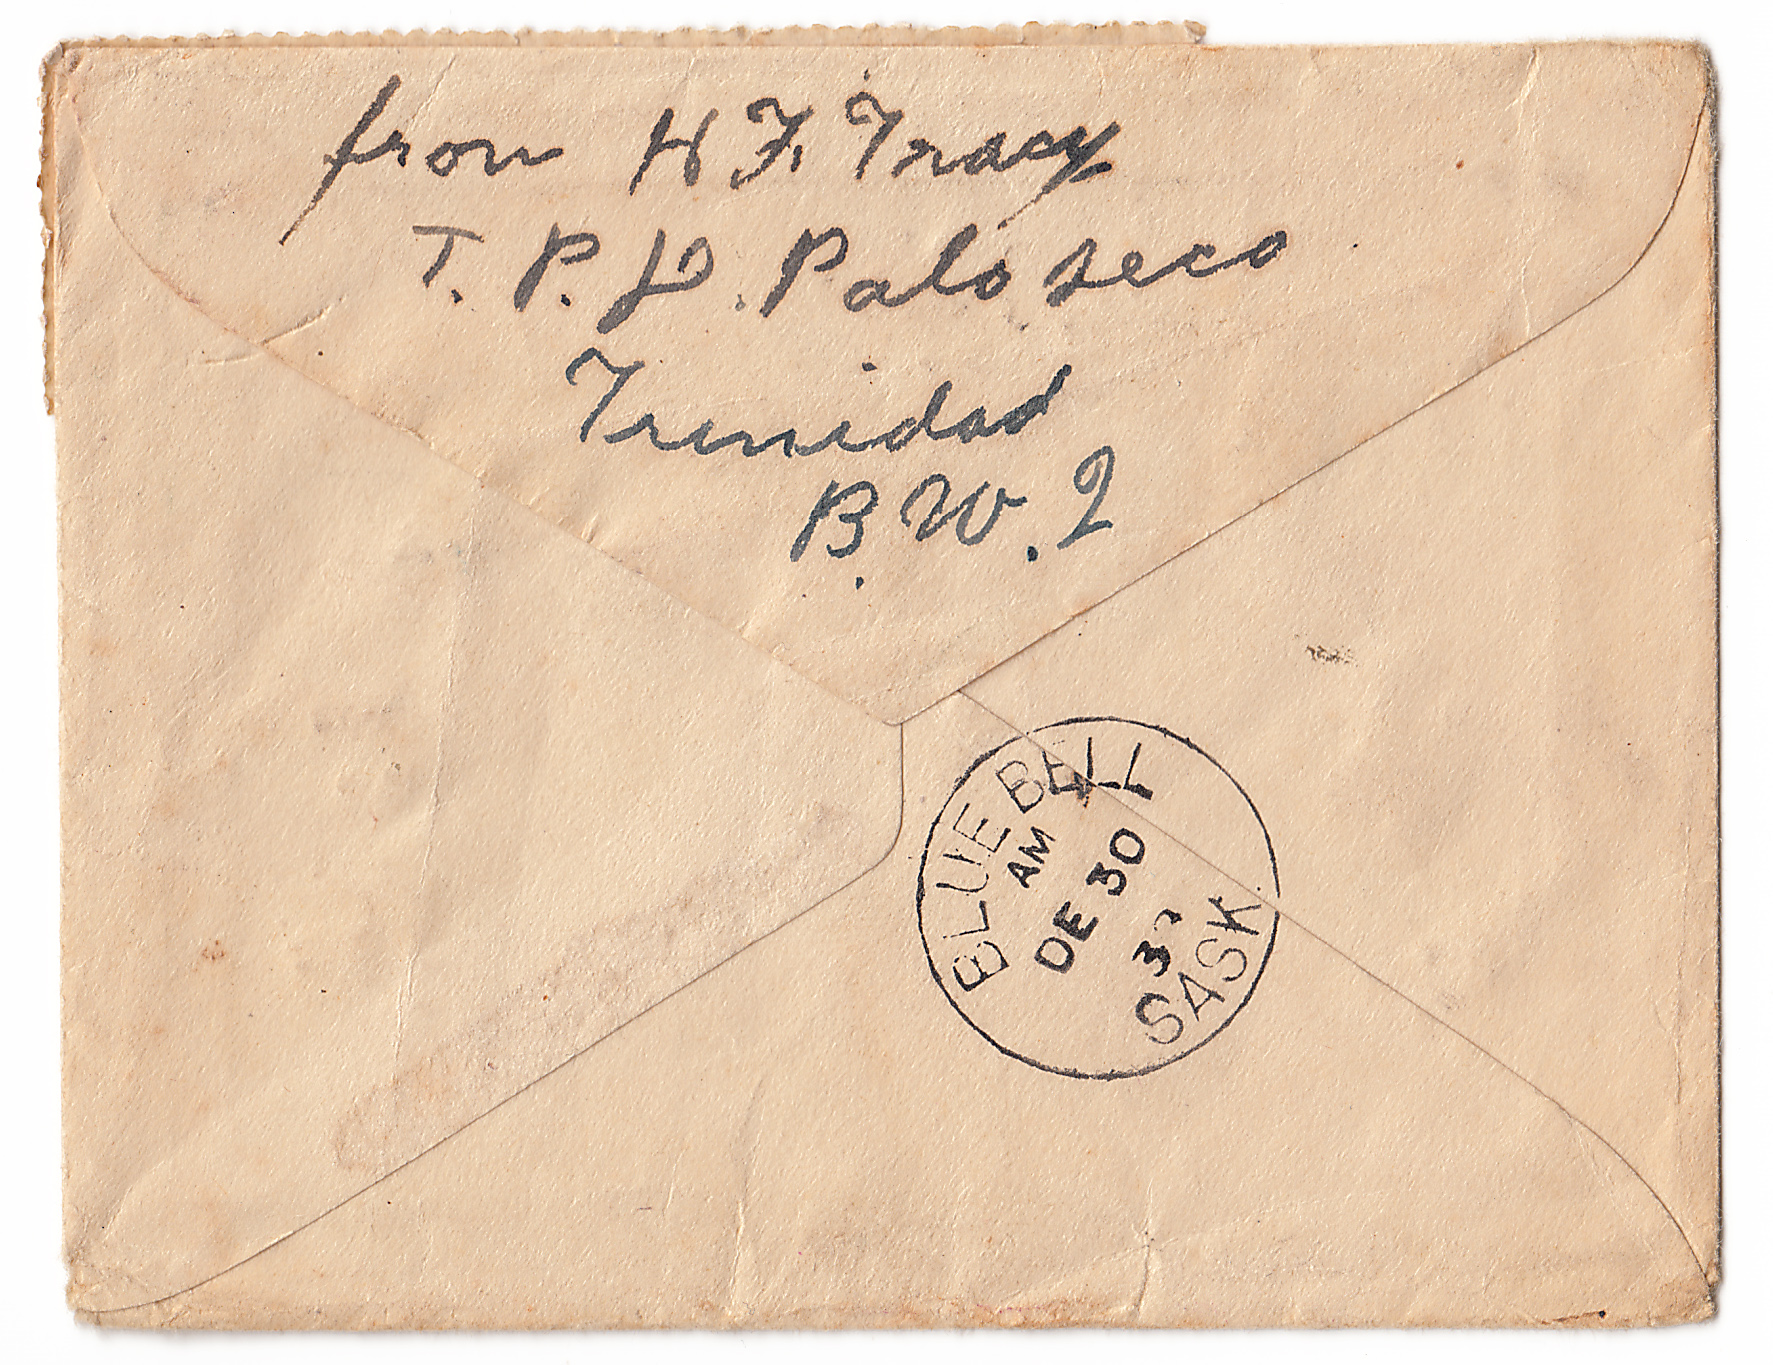 from H F. Tracy
T. P. D. Palo seco
Trinidad
B. W. I
BLUE BELL
AM
DE 30
SASK